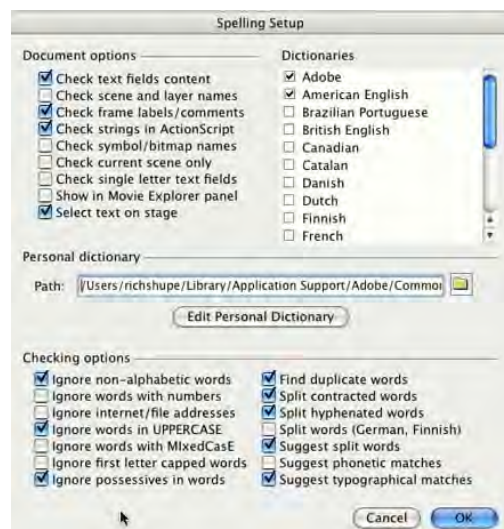 Spelling Setup
Document options
Check text fields content
Check scene and layer names
Check frame labels/comments
Check strings in ActionScript
Check symbol/bitmap names
Check current scene only
Check single letter text fields
Show in Movie Explorer panel
Select text on stage
Dictionaries
Adobe
American English
Brazilian Portuguese
British English
Canadian
Catalan
Danish
Dutch
Finnish
French
Personal dictionary
Path: /Users/richshupe/Library/Application Support/Adobe/Common
Edit Personal Dictionary
Checking options
Ignore non-alphabetic words
Ignore words with numbers
Ignore internet/file addresses
Ignore words in UPPERCASE
Ignore words with MIxedCasE
Ignore first letter capped words
Ignore possessives in words
Find duplicate words
Split contracted words
Split hyphenated words
Split words (German, Finnish)
Suggest split words
Suggest phonetic matches
Suggest typographical matches
Cancel
OK